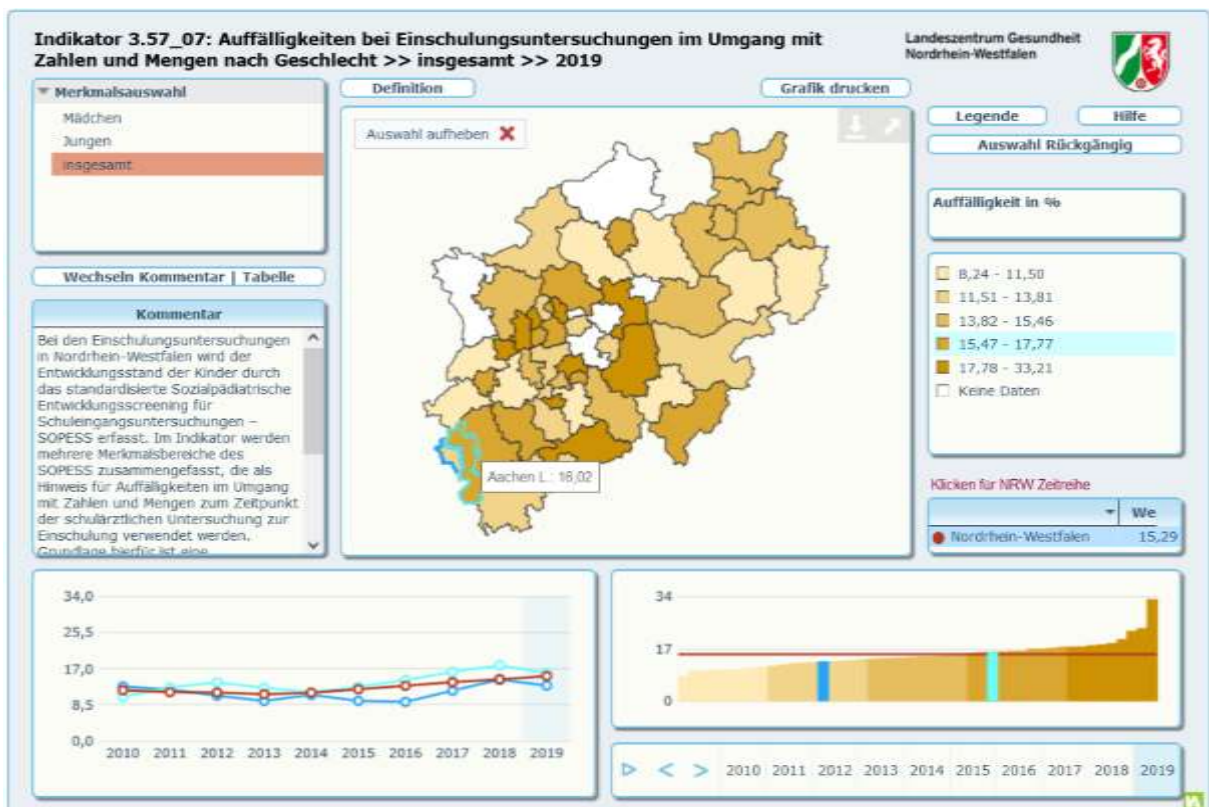 Indikator 3.57_07: Auffälligkeiten bei Einschulungsuntersuchungen im Umgang mit
Zahlen und Mengen nach Geschlecht >> insgesamt >> 2019
Landeszentrum Gesundheit
Nordrhein-Westfalen
Merkmalsauswahl
Mädchen
Jungen
insgesamt
Wechseln Kommentar | Tabelle
Kommentar
Bei den Einschulungsuntersuchungen
in Nordrhein-Westfalen wird der
Entwicklungsstand der Kinder durch
das standardisierte Sozialpädiatrische
Entwicklungsscreening für
Schuleingangsuntersuchungen –
SOPESS erfasst. Im Indikator werden
mehrere Merkmalsbereiche des
SOPESS zusammengefasst, die als
Hinweis für Auffälligkeiten im Umgang
mit Zahlen und Mengen zum Zeitpunkt
der schulärztlichen Untersuchung zur
Einschulung verwendet werden.
Grundlage hierfür ist eine
Definition
Grafik drucken
Auswahl aufheben
Aachen L.: 16,02
Legende
Hilfe
Auswahl Rückgängig
Auffälligkeit in %
8,24 - 11,50
11,51 - 13,81
13,82 - 15,46
15,47 - 17,77
17,78 - 33,21
Keine Daten
Klicken für NRW Zeitreihe
We
Nordrhein-Westfalen 15,29
34,0
25,5
17,0
8,5
0,0
2010 2011 2012 2013 2014 2015 2016 2017 2018 2019
34
17
0
2010 2011 2012 2013 2014 2015 2016 2017 2018 2019